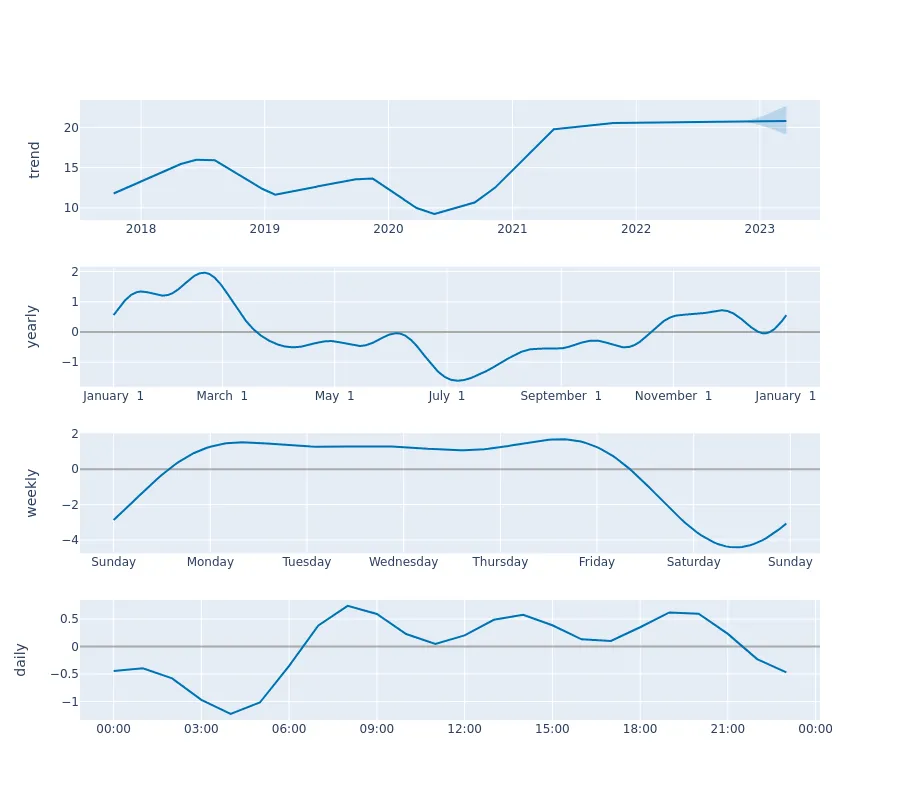 trend
20
15
10
2018 2019 2020 2021 2022 2023
yearly
2
1
0
−1
January 1 March 1 May 1 July 1 September 1 November 1 January 1
weekly
2
0
−2
−4
Sunday Monday Tuesday Wednesday Thursday Friday Saturday Sunday
daily
0.5
0
−0.5
−1
00:00 03:00 06:00 09:00 12:00 15:00 18:00 21:00 00:00